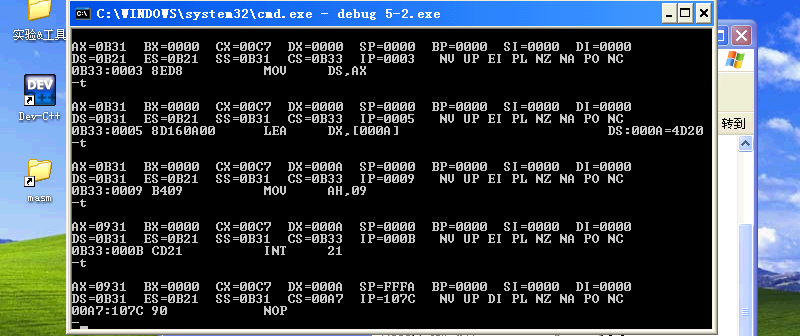 C:\WINDOWS\system32\cmd.exe - debug 5-2.exe
实验&工具
Dev-C++
masm
转到
AX=0B31  BX=0000  CX=00C7  DX=0000  SP=0000  BP=0000  SI=0000  DI=0000
DS=0B21  ES=0B21  SS=0B31  CS=0B33  IP=0003   NV UP EI PL NZ NA PO NC
0B33:0003 8ED8          MOV     DS,AX
-t
AX=0B31  BX=0000  CX=00C7  DX=0000  SP=0000  BP=0000  SI=0000  DI=0000
DS=0B31  ES=0B21  SS=0B31  CS=0B33  IP=0005   NV UP EI PL NZ NA PO NC
0B33:0005 8D160A00      LEA     DX,[000A]                          DS:000A=4D20
-t
AX=0B31  BX=0000  CX=00C7  DX=000A  SP=0000  BP=0000  SI=0000  DI=0000
DS=0B31  ES=0B21  SS=0B31  CS=0B33  IP=0009   NV UP EI PL NZ NA PO NC
0B33:0009 B409          MOV     AH,09
-t
AX=0931  BX=0000  CX=00C7  DX=000A  SP=0000  BP=0000  SI=0000  DI=0000
DS=0B31  ES=0B21  SS=0B31  CS=0B33  IP=000B   NV UP EI PL NZ NA PO NC
0B33:000B CD21          INT     21
-t
AX=0931  BX=0000  CX=00C7  DX=000A  SP=FFFA  BP=0000  SI=0000  DI=0000
DS=0B31  ES=0B21  SS=0B31  CS=00A7  IP=107C   NV UP DI PL NZ NA PO NC
00A7:107C 90            NOP
-